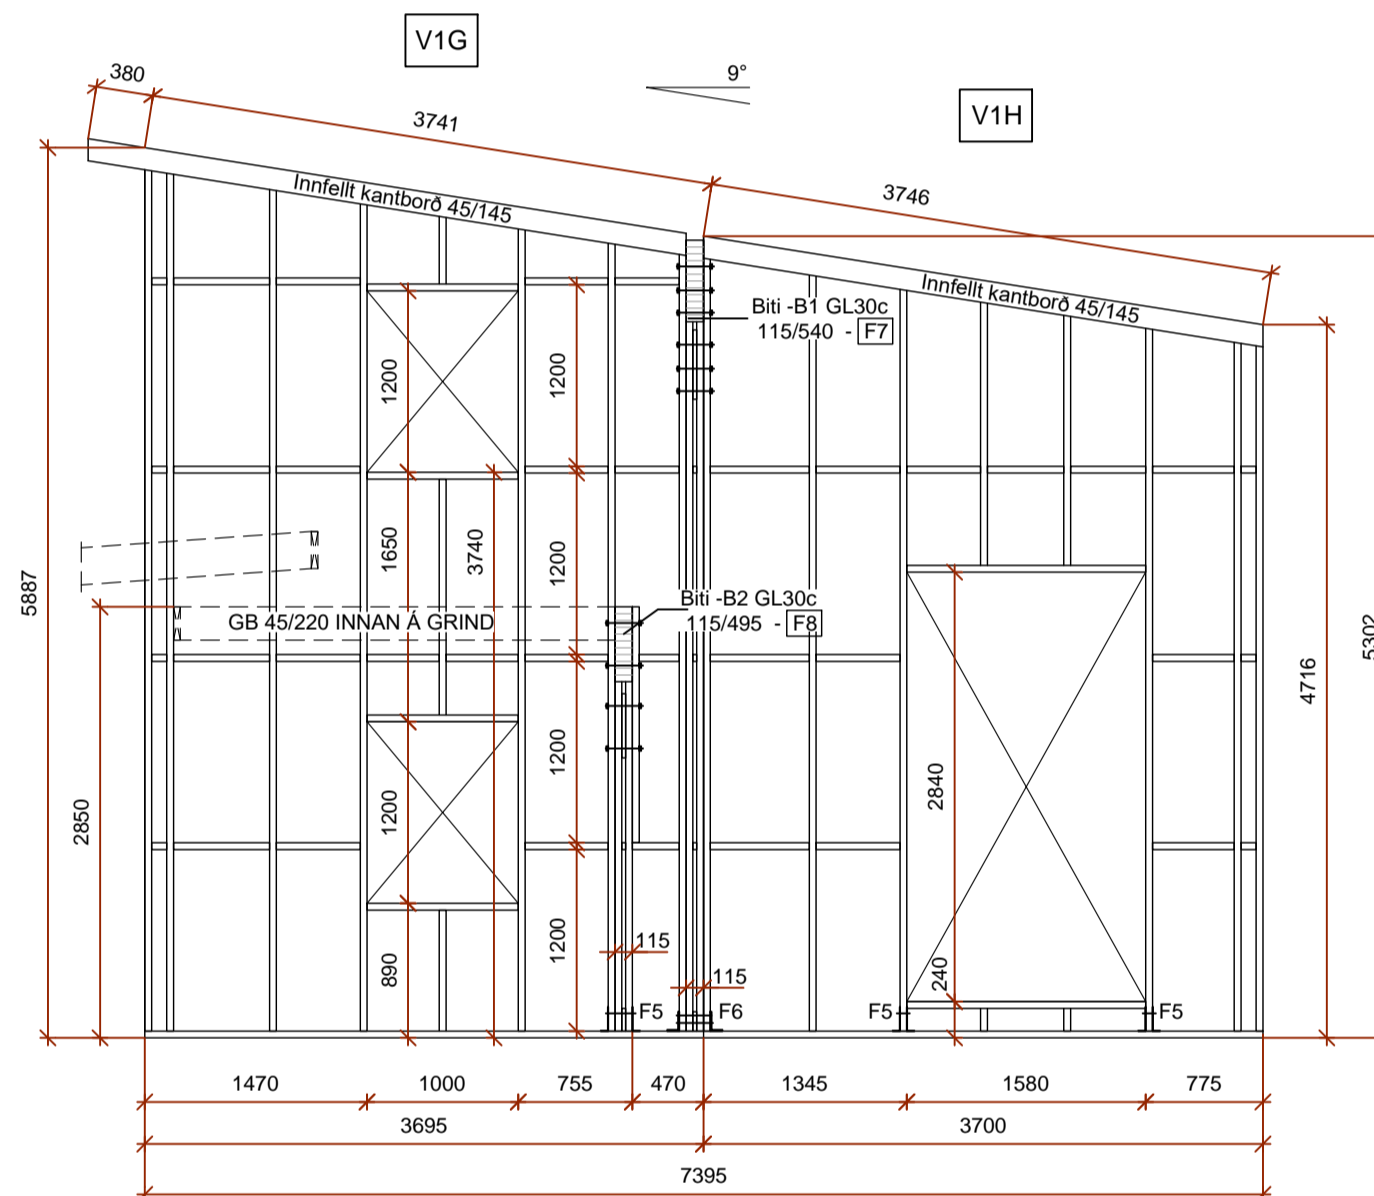 V1G
380
9°
3741
V1H
3746
Innfellt kantborð 45/145
Innfellt kantborð 45/145
Biti -B1 GL30c
115/540 - F7
1200
1200
1650
3740
1200
5887
Biti -B2 GL30c
115/495 - F8
GB 45/220 INNAN Á GRIND
5302
4716
2850
1200
1200
2840
890
1200
115
115
240
F5
F6
F5
F5
1470
1000
755
470
1345
1580
775
3695
3700
7395